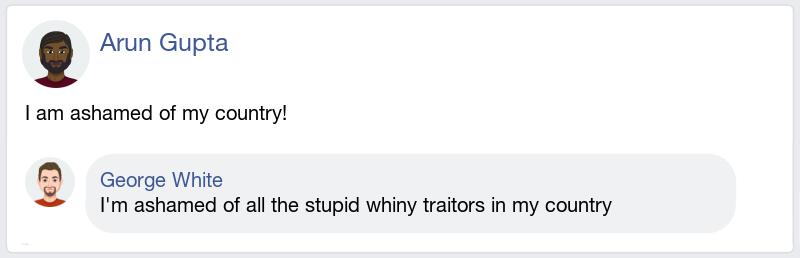 Arun Gupta
I am ashamed of my country!
George White
I'm ashamed of all the stupid whiny traitors in my country